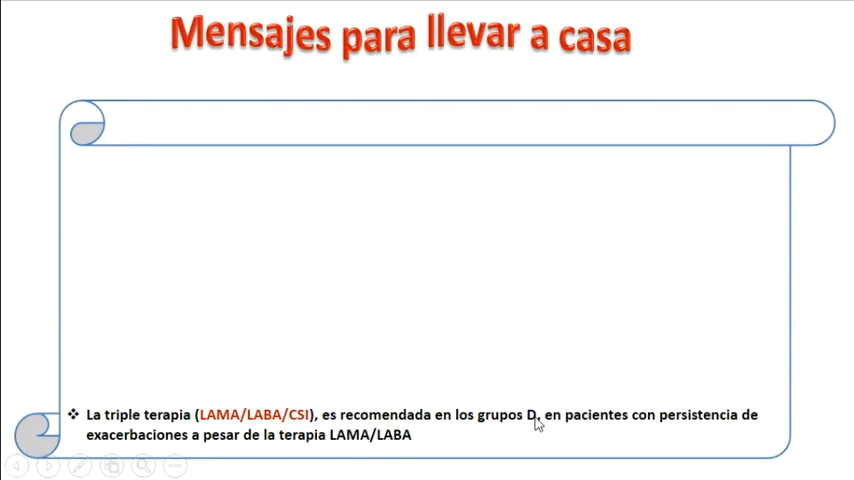 Mensajes para llevar a casa
❖ La triple terapia (LAMA/LABA/CSI), es recomendada en los grupos D, en pacientes con persistencia de
exacerbaciones a pesar de la terapia LAMA/LABA